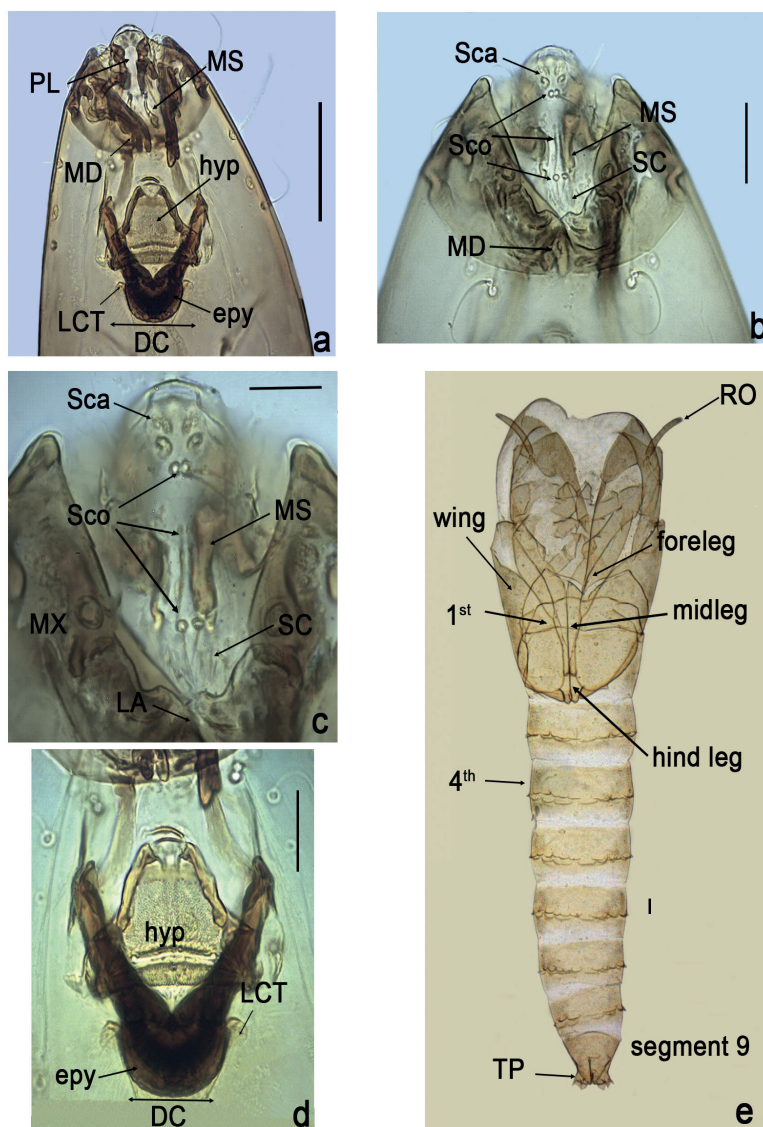 PL
MS
MD
hyp
LCT
epy
DC
a
Sca
MS
Sco
SC
MD
b
Sca
Sco
MS
MX
SC
LA
c
hyp
LCT
epy
DC
d
RO
wing
foreleg
1st
midleg
hind leg
4th
segment 9
TP
e